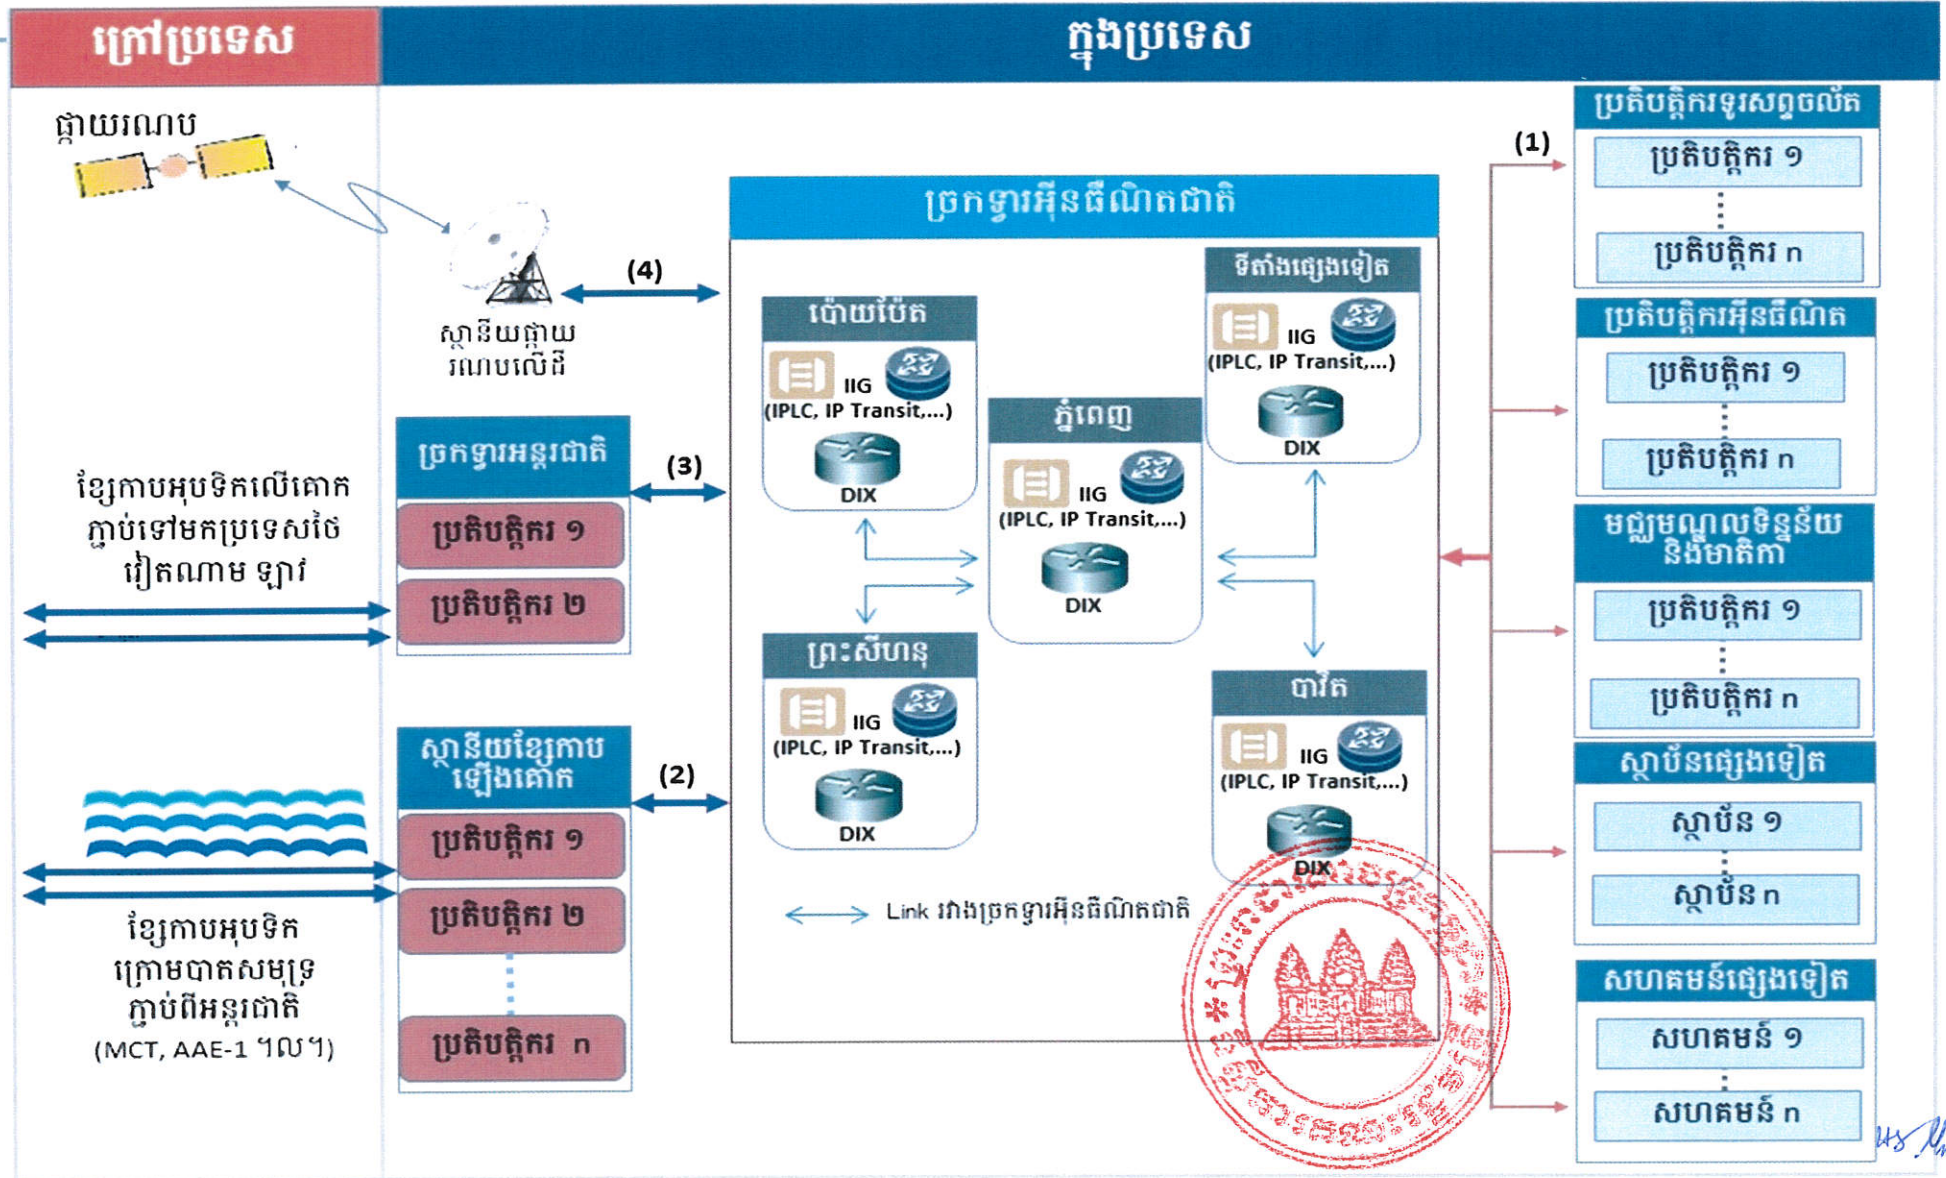 ក្រៅប្រទេស
ក្នុងប្រទេស
ផ្កាយរណប
ស្ថានីយផ្កាយ
រណបលើដី
(4)
ច្រកទ្វារអន្តរជាតិ
ប្រតិបត្តិករ ១
ប្រតិបត្តិករ ២
(3)
ខ្សែកាបអុបទិកលើគោក
ភ្ជាប់ទៅមកប្រទេសថៃ
វៀតណាម ឡាវ
ស្ថានីយខ្សែកាប
ឡើងគោក
ប្រតិបត្តិករ ១
ប្រតិបត្តិករ ២
ប្រតិបត្តិករ n
(2)
ខ្សែកាបអុបទិក
ក្រោមបាតសមុទ្រ
ភ្ជាប់ពីអន្តរជាតិ
(MCT, AAE-1 ។ល។)
ច្រកទ្វារអ៊ីនធឺណិតជាតិ
ប៉ោយប៉ែត
IIG
(IPLC, IP Transit,...)
DIX
ទីតាំងផ្សេងទៀត
IIG
(IPLC, IP Transit,...)
DIX
ភ្នំពេញ
IIG
(IPLC, IP Transit,...)
DIX
ព្រះសីហនុ
IIG
(IPLC, IP Transit,...)
DIX
បាវិត
IIG
(IPLC, IP Transit,...)
DIX
Link រវាងច្រកទ្វារអ៊ីនធឺណិតជាតិ
(1)
ប្រតិបត្តិករទូរសព្ទចល័ត
ប្រតិបត្តិករ ១
ប្រតិបត្តិករ n
ប្រតិបត្តិករអ៊ីនធឺណិត
ប្រតិបត្តិករ ១
ប្រតិបត្តិករ n
មជ្ឈមណ្ឌលទិន្នន័យ
និងមាតិកា
ប្រតិបត្តិករ ១
ប្រតិបត្តិករ n
ស្ថាប័នផ្សេងទៀត
ស្ថាប័ន ១
ស្ថាប័ន n
សហគមន៍ផ្សេងទៀត
សហគមន៍ ១
សហគមន៍ n